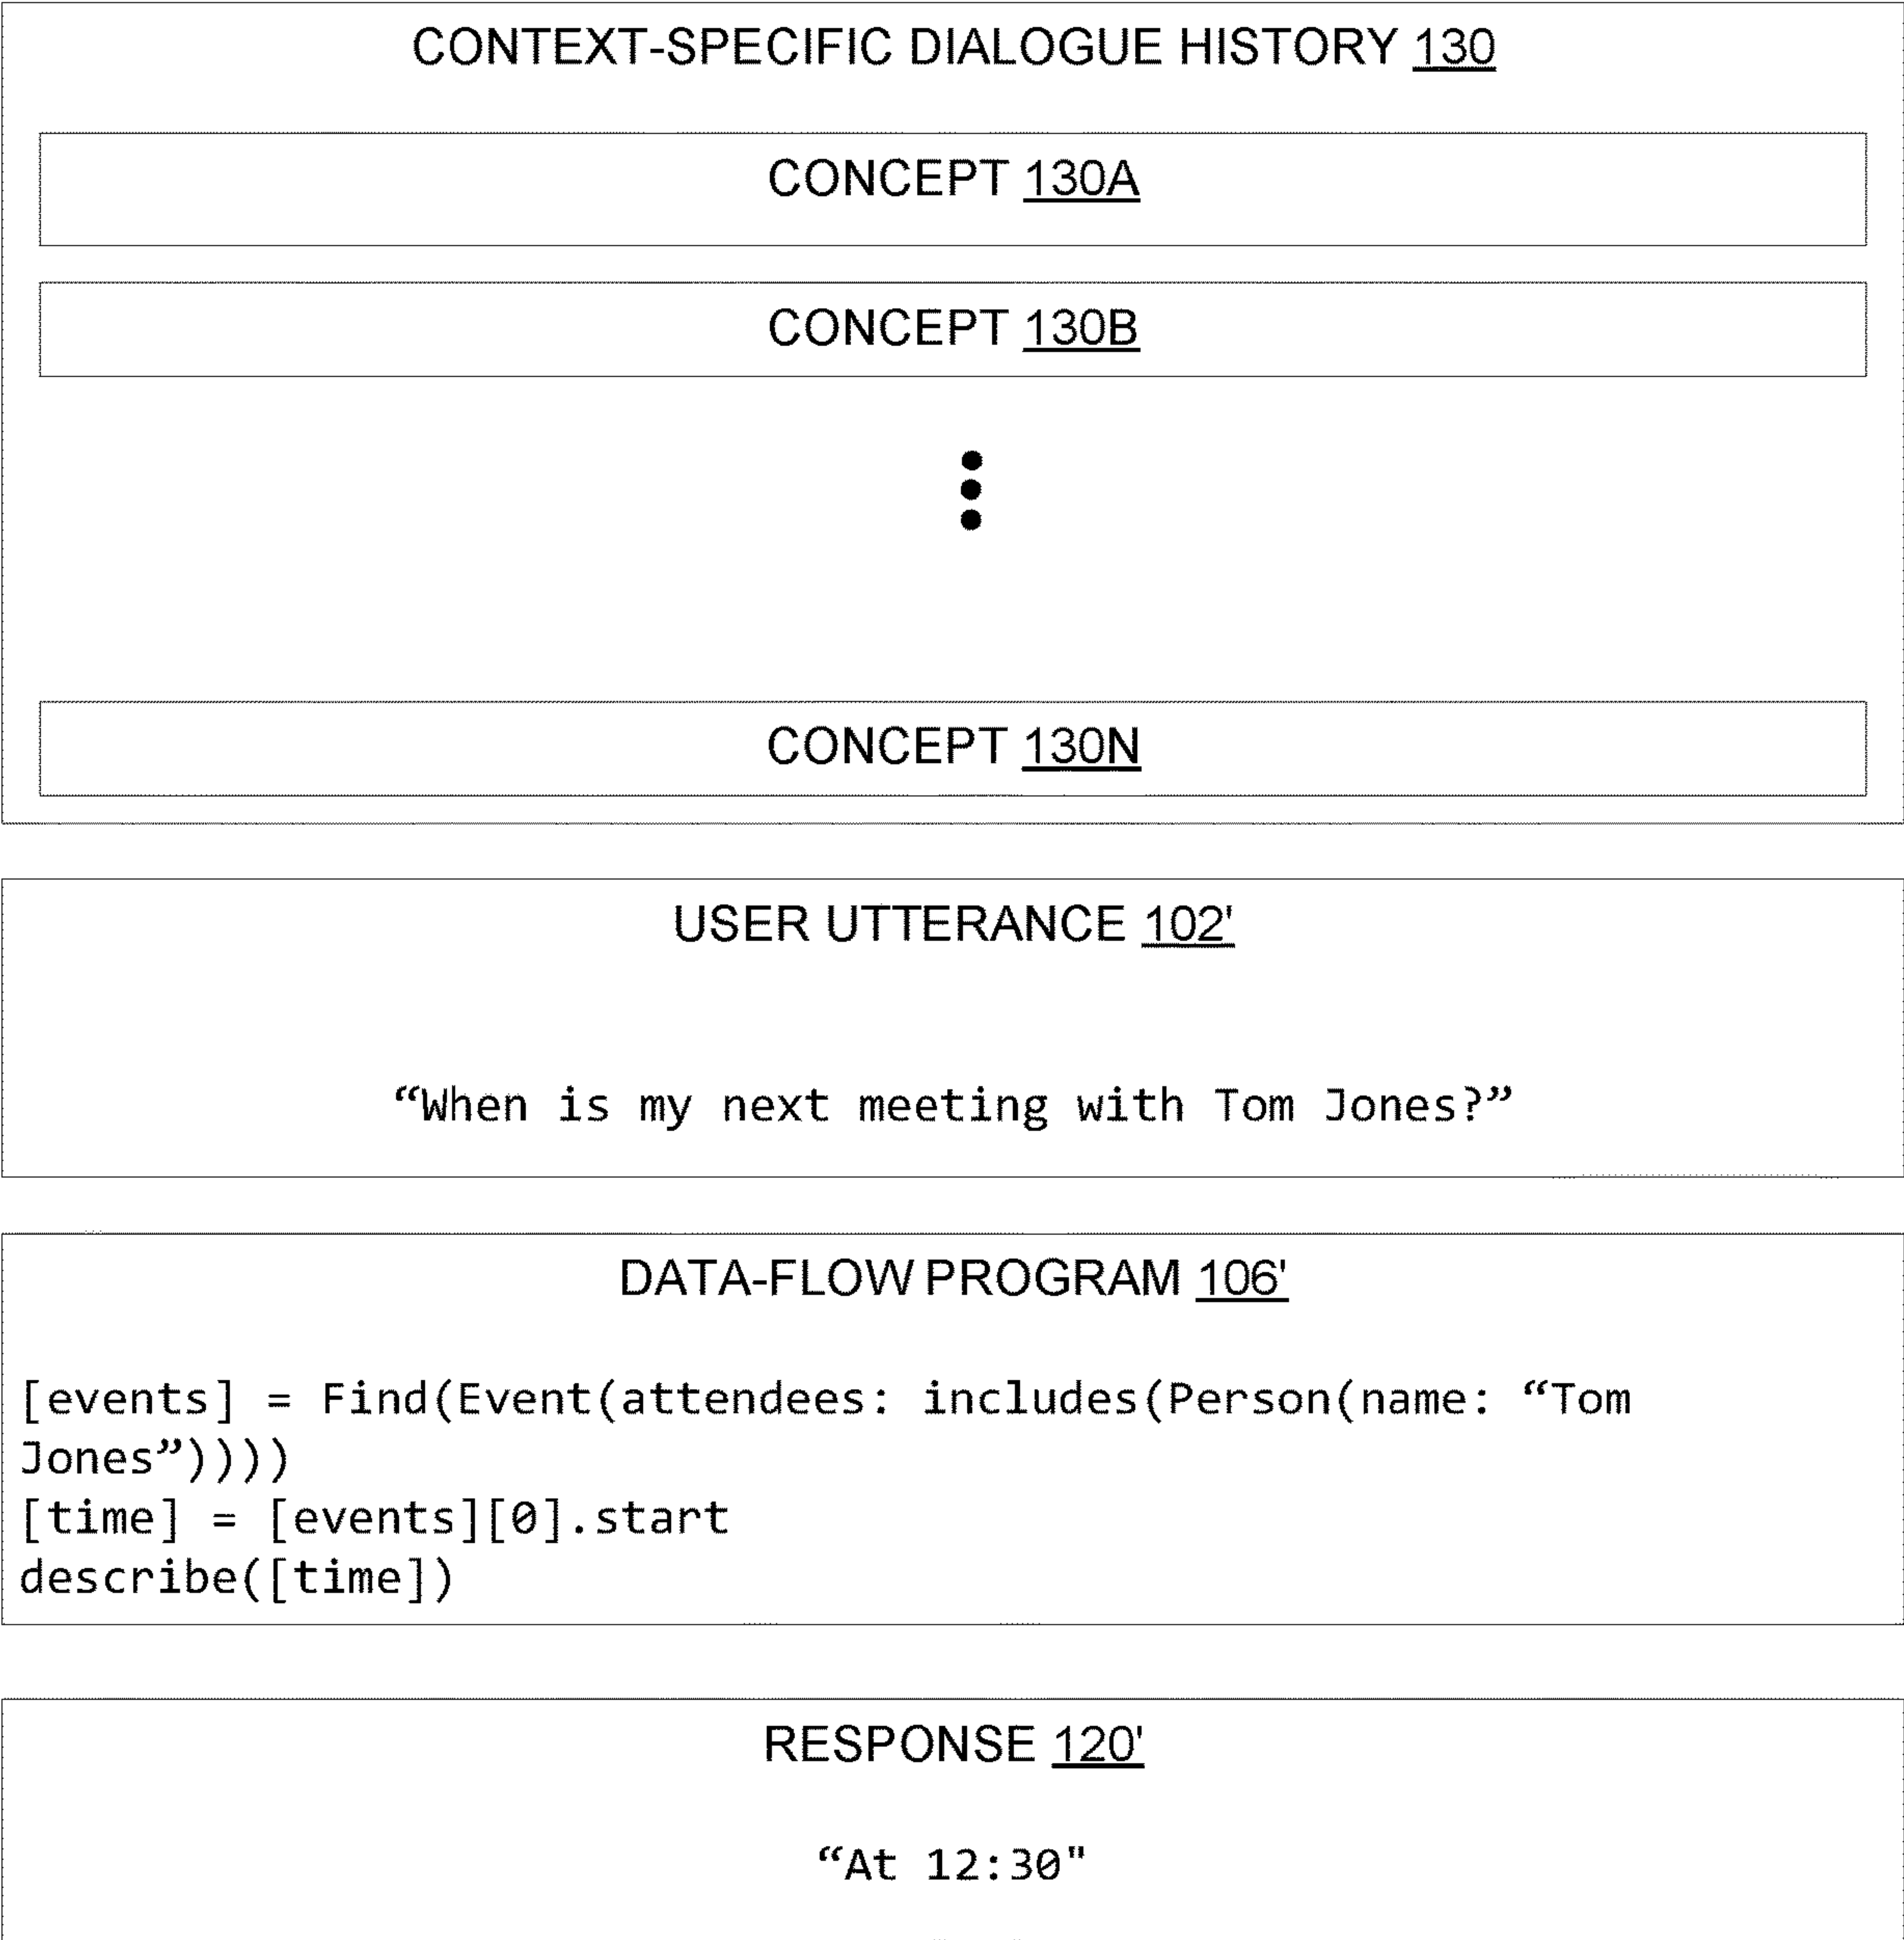 CONTEXT-SPECIFIC DIALOGUE HISTORY 130
CONCEPT 130A
CONCEPT 130B
CONCEPT 130N
USER UTTERANCE 102'
“When is my next meeting with Tom Jones?”
DATA-FLOW PROGRAM 106'
[events] = Find(Event(attendees: includes(Person(name: “Tom
Jones”))))
[time] = [events][0].start
describe([time])
RESPONSE 120'
“At 12:30"